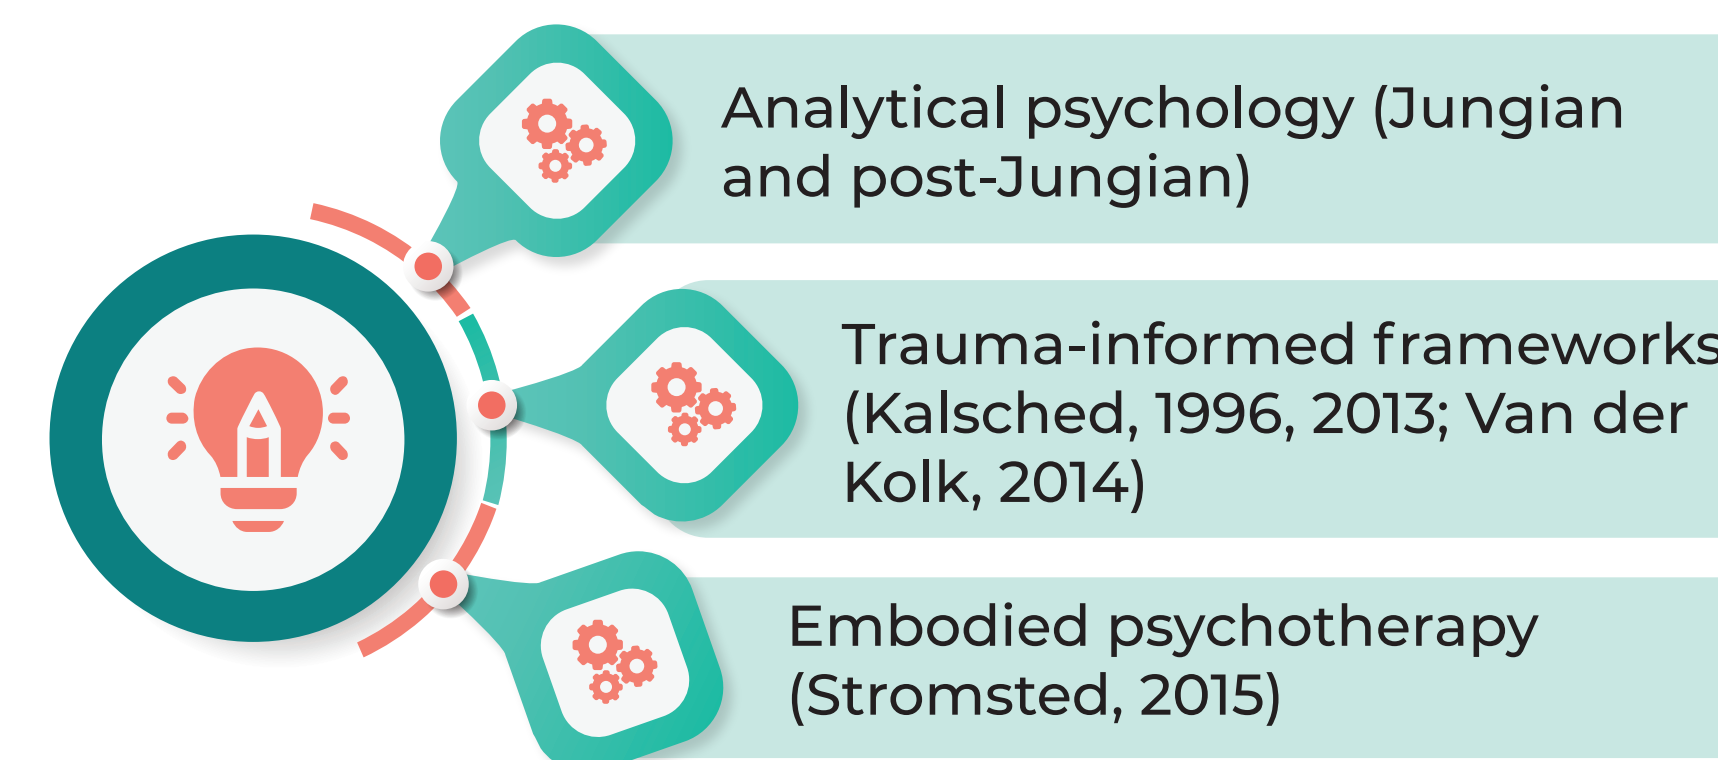 Analytical psychology (Jungian
and post-Jungian)
Trauma-informed frameworks
(Kalsched, 1996, 2013; Van der
Kolk, 2014)
Embodied psychotherapy
(Stromsted, 2015)